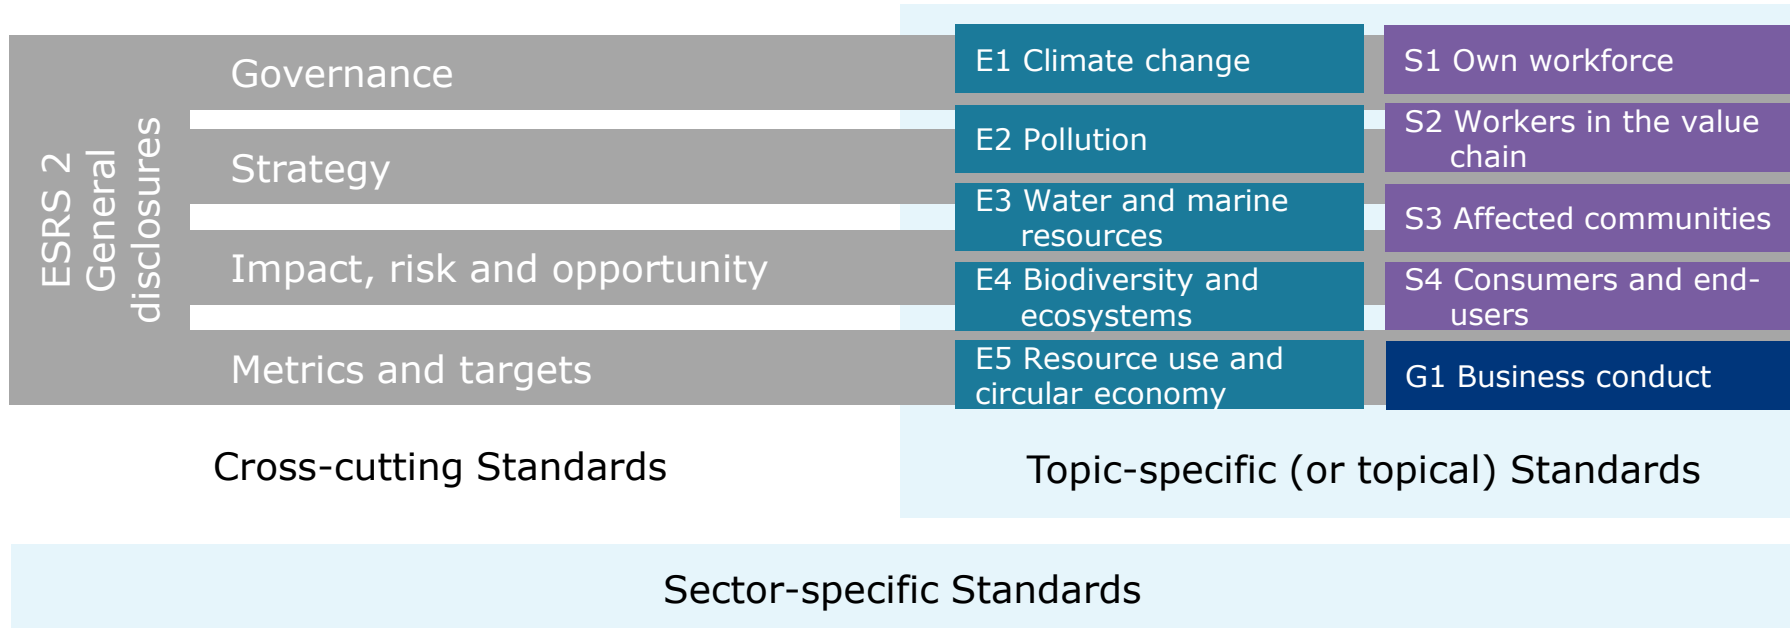 ESRS 2
General
disclosures
Governance
Strategy
Impact, risk and opportunity
Metrics and targets
E1 Climate change
E2 Pollution
E3 Water and marine
resources
E4 Biodiversity and
ecosystems
E5 Resource use and
circular economy
S1 Own workforce
S2 Workers in the value
chain
S3 Affected communities
S4 Consumers and end-
users
G1 Business conduct
Cross-cutting Standards
Topic-specific (or topical) Standards
Sector-specific Standards